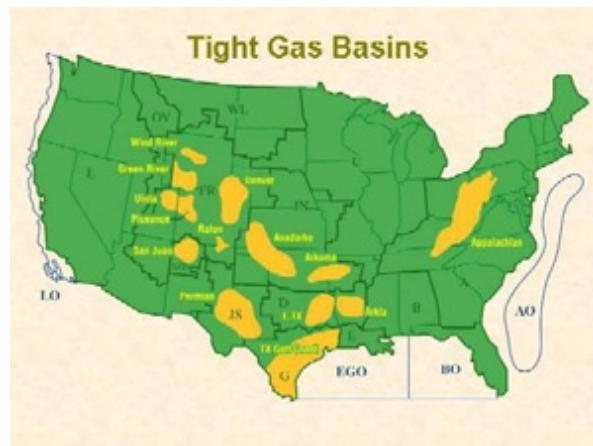 Tight Gas Basins
OV
WL
Wind River
L
Green River
FR
Denver
Uinta
Piceance
Raton
San Juan
Anadarko
Arkoma
Appalachian
Permian
JS
D
E. TX
Arkla
B
A
E
TX Gulf Coast
G
LO
EGO
BO
AO